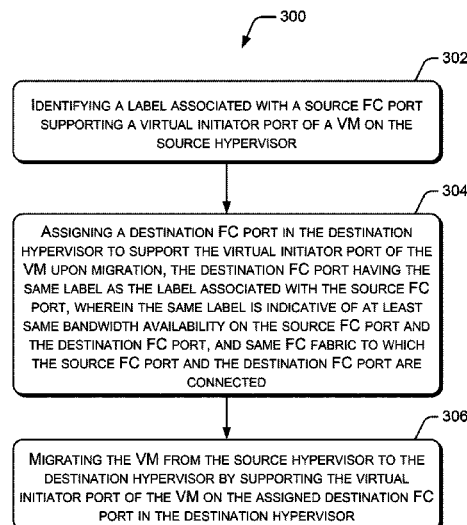 300
302
IDENTIFYING A LABEL ASSOCIATED WITH A SOURCE FC PORT
SUPPORTING A VIRTUAL INITIATOR PORT OF A VM ON THE
SOURCE HYPERVISOR
304
ASSIGNING A DESTINATION FC PORT IN THE DESTINATION
HYPERVISOR TO SUPPORT THE VIRTUAL INITIATOR PORT OF THE
VM UPON MIGRATION, THE DESTINATION FC PORT HAVING THE
SAME LABEL AS THE LABEL ASSOCIATED WITH THE SOURCE FC
PORT, WHEREIN THE SAME LABEL IS INDICATIVE OF AT LEAST
SAME BANDWIDTH AVAILABILITY ON THE SOURCE FC PORT AND
THE DESTINATION FC PORT, AND SAME FC FABRIC TO WHICH
THE SOURCE FC PORT AND THE DESTINATION FC PORT ARE
CONNECTED
306
MIGRATING THE VM FROM THE SOURCE HYPERVISOR TO THE
DESTINATION HYPERVISOR BY SUPPORTING THE VIRTUAL
INITIATOR PORT OF THE VM ON THE ASSIGNED DESTINATION FC
PORT IN THE DESTINATION HYPERVISOR